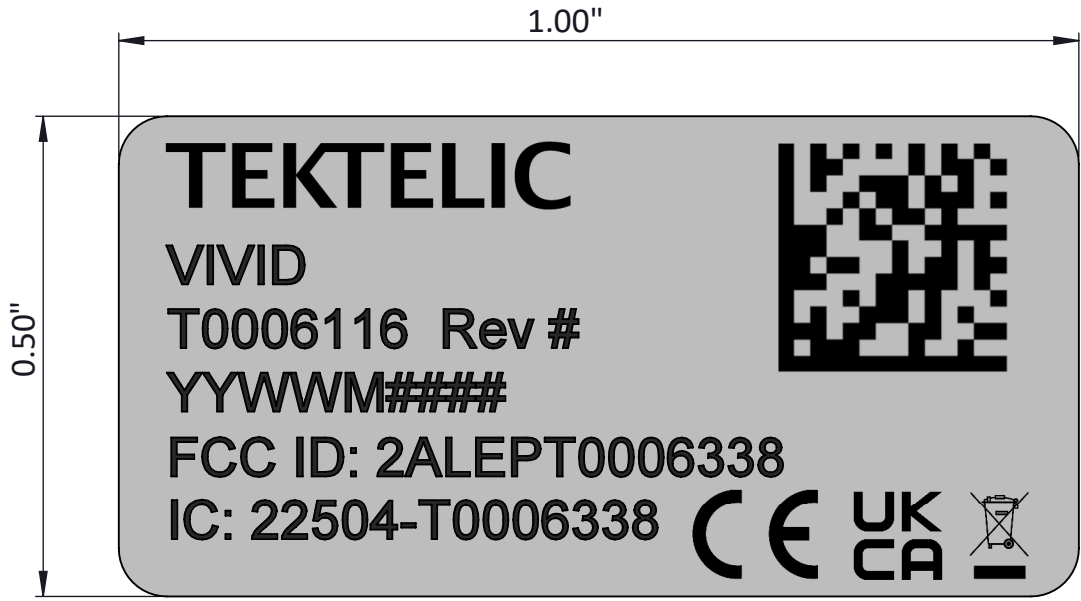 1.00"
0.50"
TEKTELIC
VIVID
T0006116 Rev #
YYWWM####
FCC ID: 2ALEPT0006338
IC: 22504-T0006338
CE UK
CA